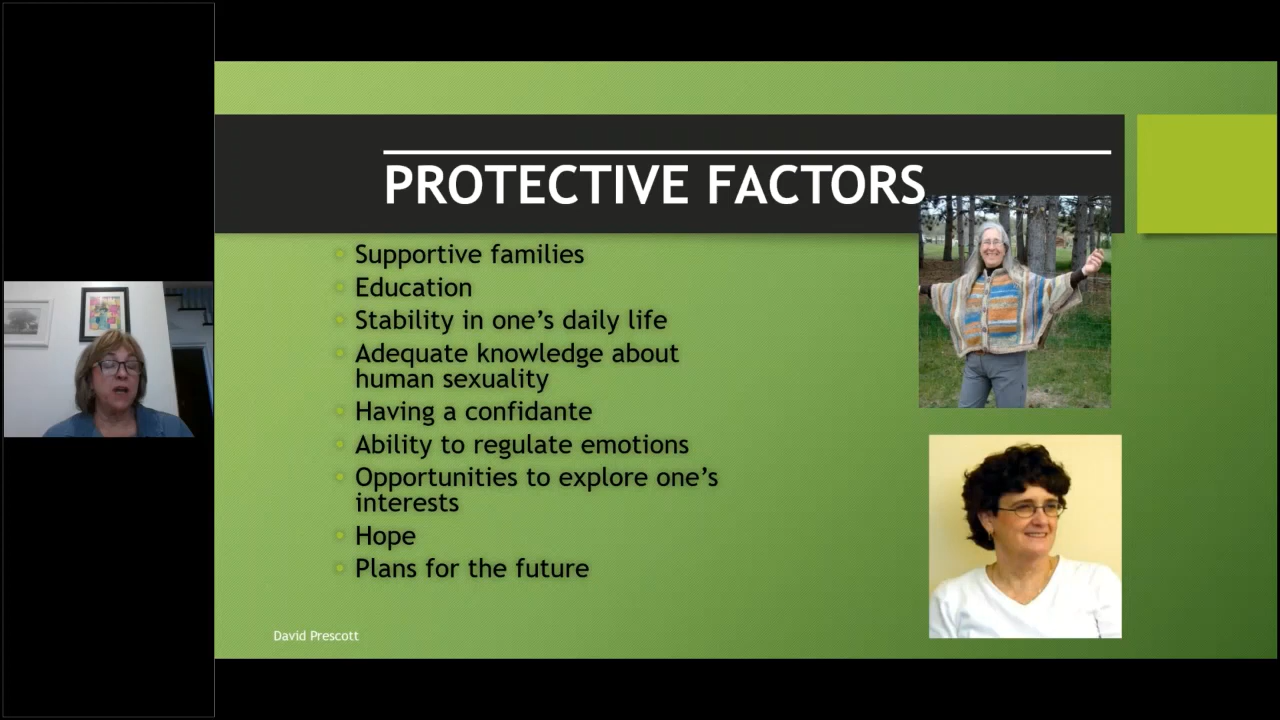 PROTECTIVE FACTORS
Supportive families
Education
Stability in one’s daily life
Adequate knowledge about
human sexuality
Having a confidante
Ability to regulate emotions
Opportunities to explore one’s
interests
Hope
Plans for the future
David Prescott